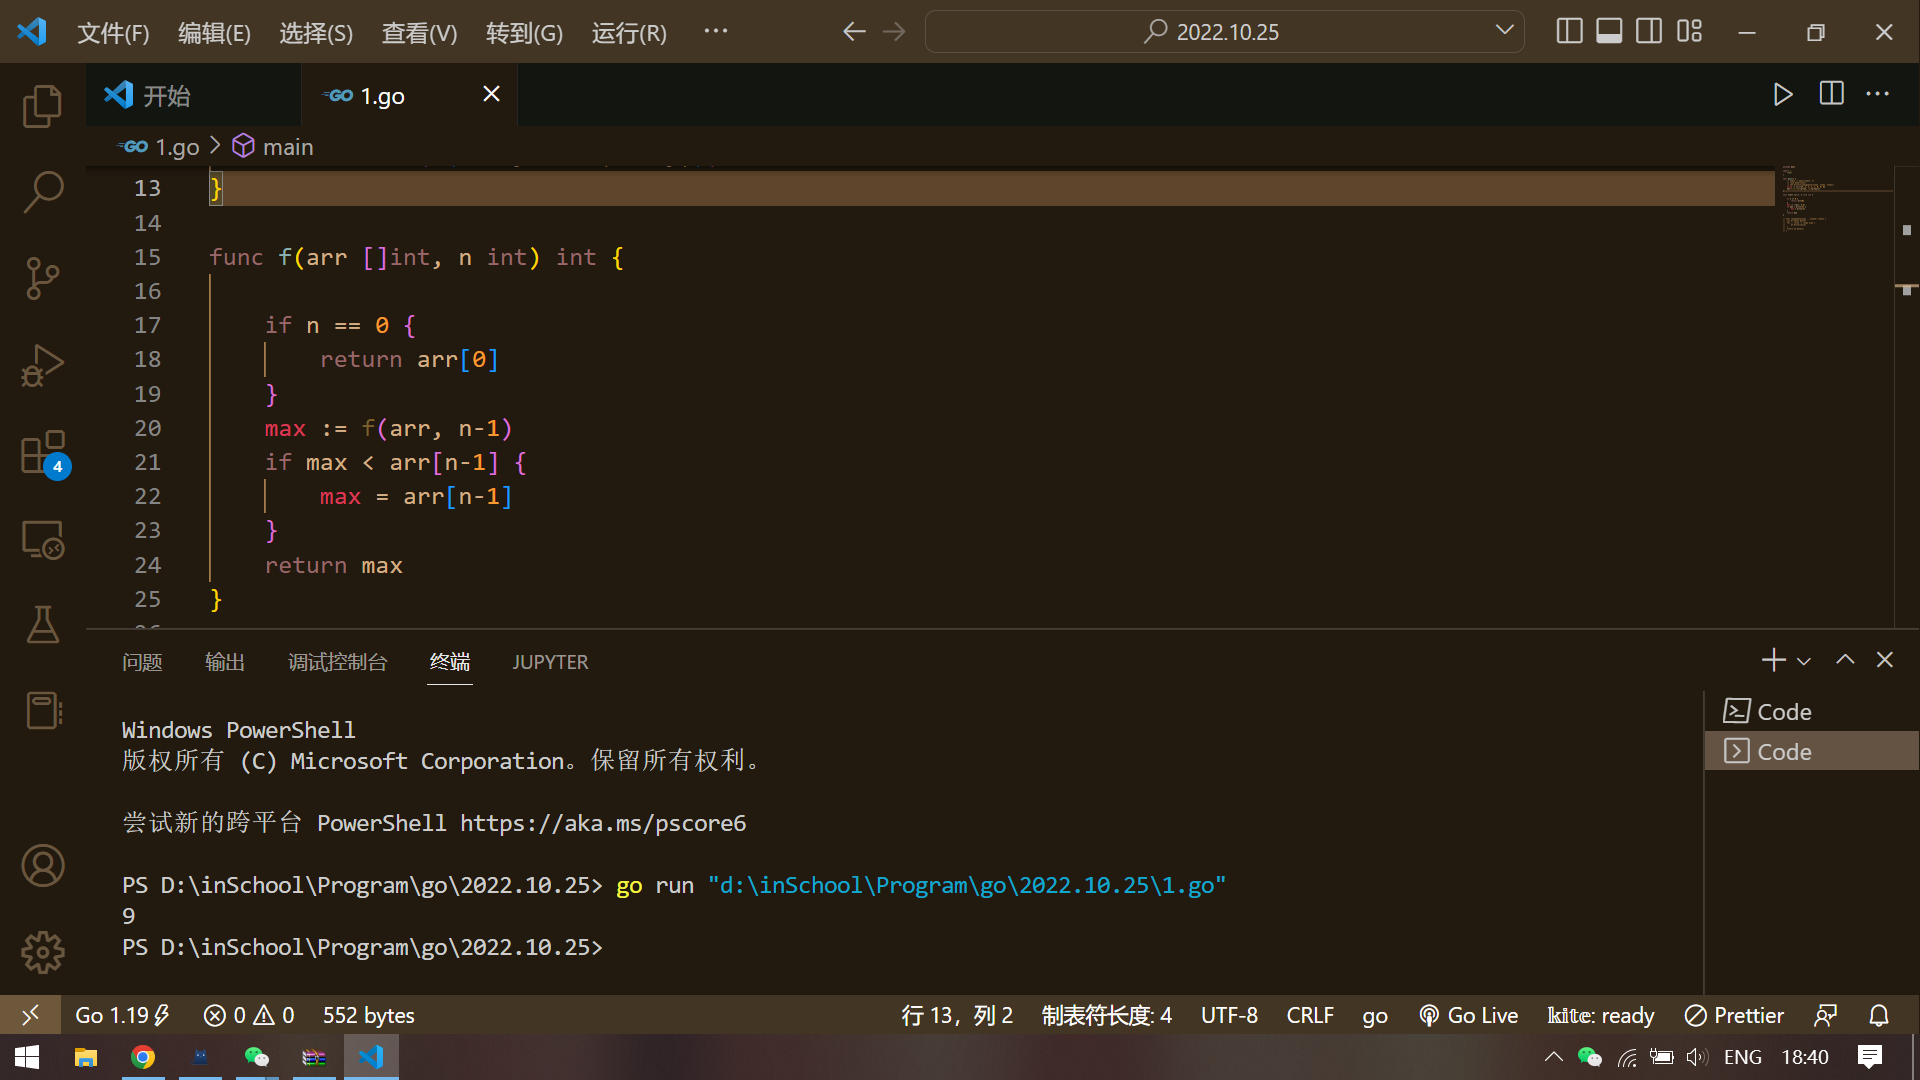 文件(F) 编辑(E) 选择(S) 查看(V) 转到(G) 运行(R) ··· 2022.10.25
开始 GO 1.go
GO 1.go > main
13 }
14
15 func f(arr []int, n int) int {
16
17 if n == 0 {
18 return arr[0]
19 }
20 max := f(arr, n-1)
21 if max < arr[n-1] {
22 max = arr[n-1]
23 }
24 return max
25 }
4
问题 输出 调试控制台 终端 JUPYTER
Code
Code
Windows PowerShell
版权所有 (C) Microsoft Corporation。保留所有权利。
尝试新的跨平台 PowerShell https://aka.ms/pscore6
PS D:\inSchool\Program\go\2022.10.25> go run "d:\inSchool\Program\go\2022.10.25\1.go"
9
PS D:\inSchool\Program\go\2022.10.25>
Go 1.19 0 0 552 bytes 行 13, 列 2 制表符长度: 4 UTF-8 CRLF go Go Live kite: ready Prettier
ENG 18:40